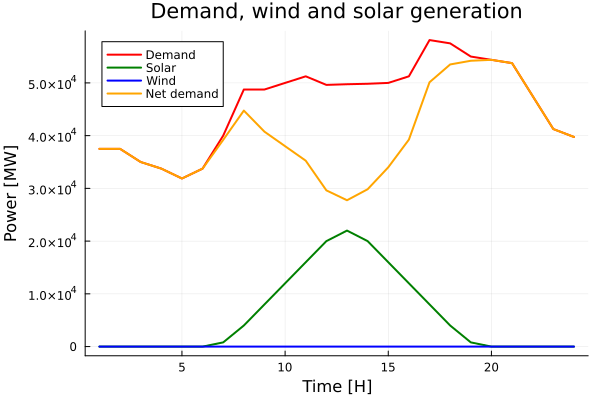 Demand, wind and solar generation
Demand
Solar
Wind
Net demand
Power [MW]
5.0×10⁴
4.0×10⁴
3.0×10⁴
2.0×10⁴
1.0×10⁴
0
5 10 15 20
Time [H]